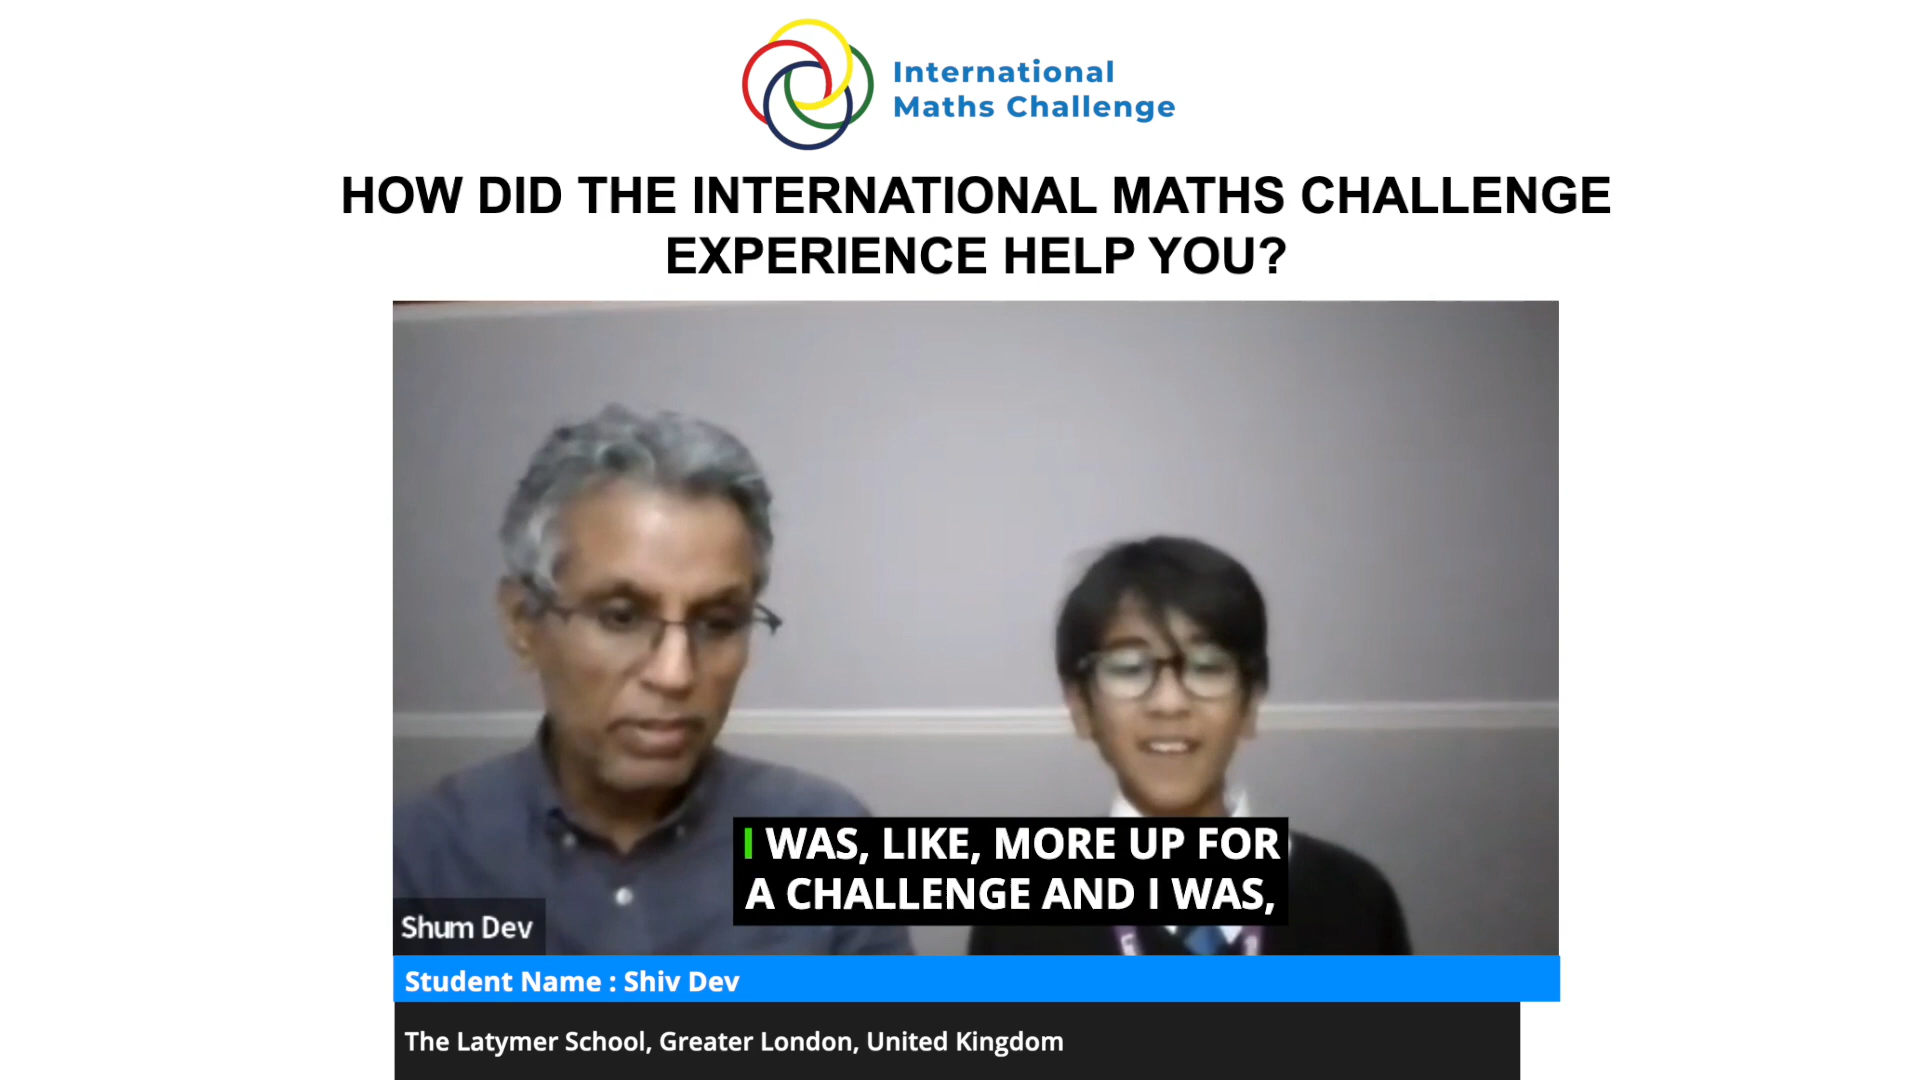 International
Maths Challenge
HOW DID THE INTERNATIONAL MATHS CHALLENGE
EXPERIENCE HELP YOU?
I WAS, LIKE, MORE UP FOR
A CHALLENGE AND I WAS,
Shum Dev
Student Name : Shiv Dev
The Latymer School, Greater London, United Kingdom